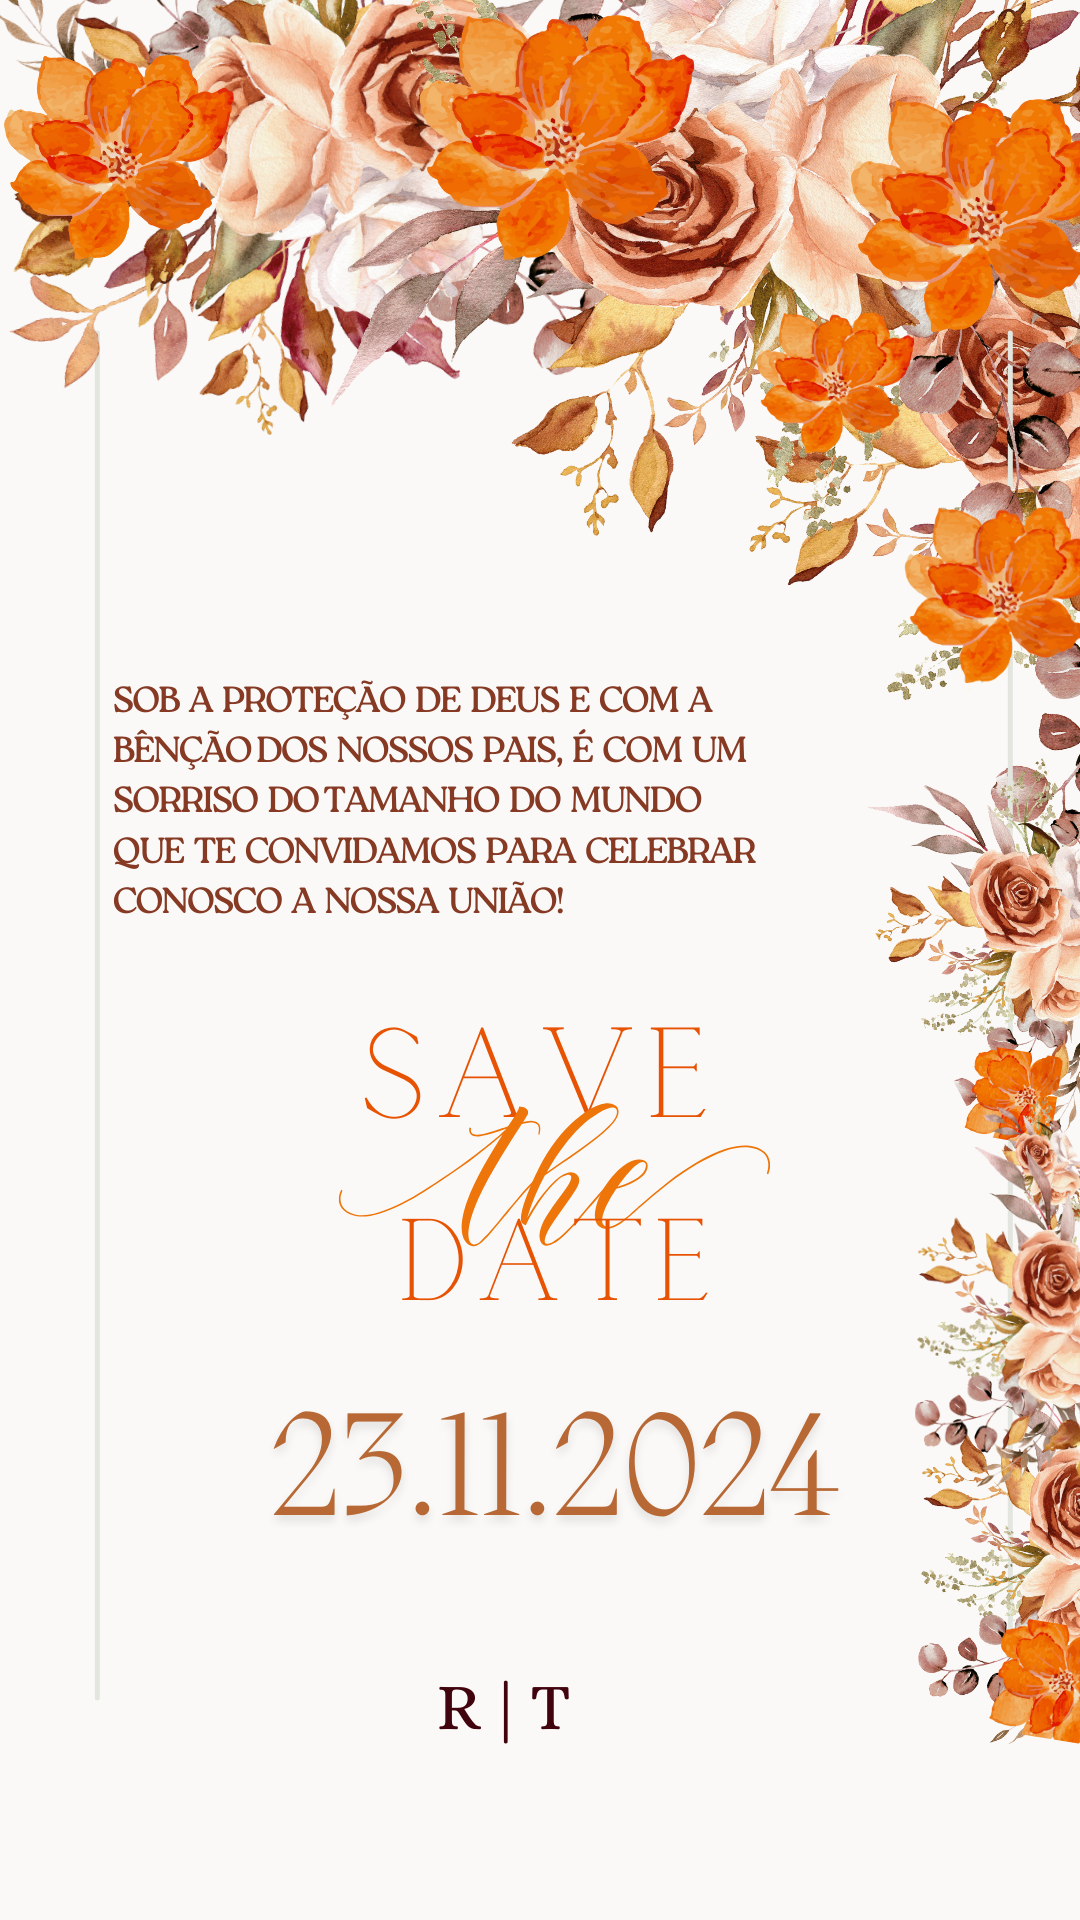 SOB A PROTEÇÃO DE DEUS E COM A
BÊNÇÃO DOS NOSSOS PAIS, É COM UM
SORRISO DO TAMANHO DO MUNDO
QUE TE CONVIDAMOS PARA CELEBRAR
CONOSCO A NOSSA UNIÃO!
SAVE
the
DATE
23.11.2024
R | T